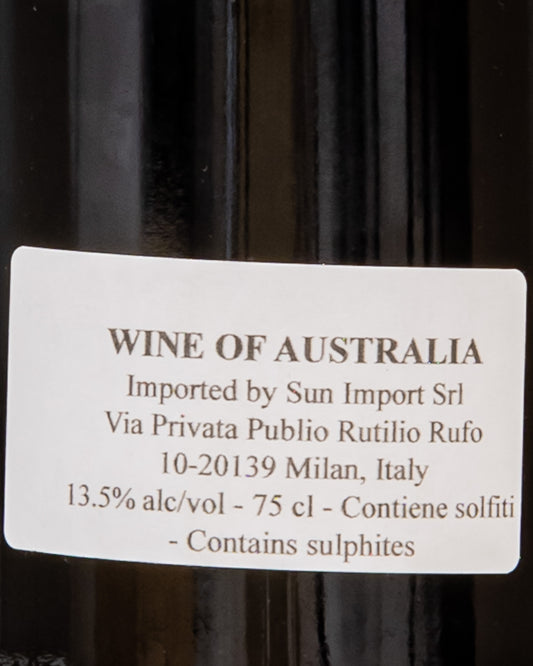 WINE OF AUSTRALIA
Imported by Sun Import Srl
Via Privata Publio Rutilio Rufo
10-20139 Milan, Italy
13.5% alc/vol - 75 cl - Contiene solfiti
- Contains sulphites